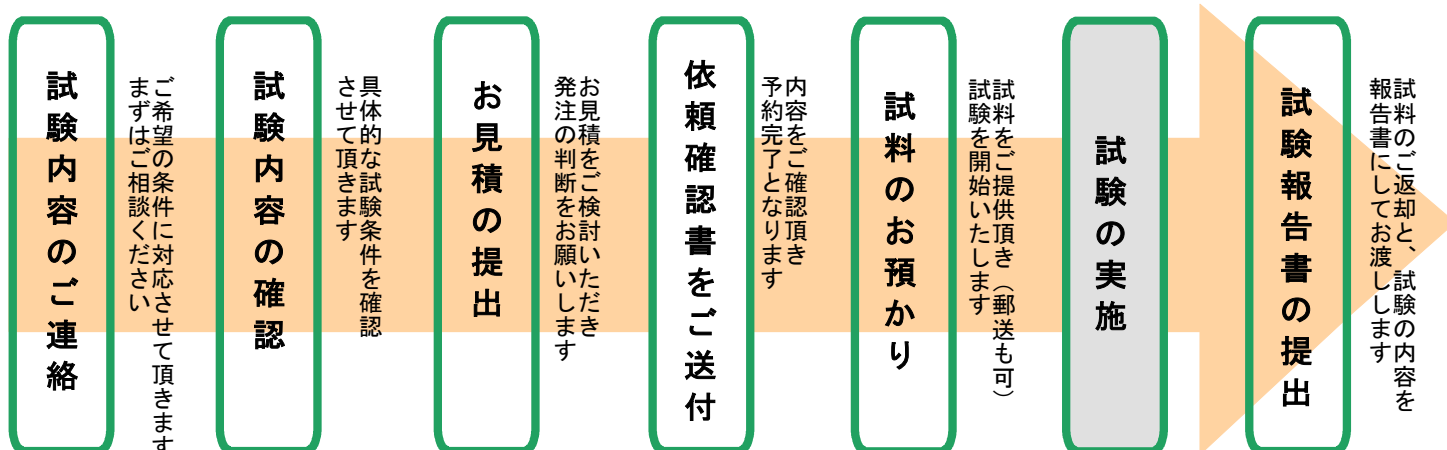 試験内容のご連絡
ご希望の条件に対応させて頂きます
まずはご相談ください
試験内容の確認
具体的な試験条件を確認
させて頂きます
お見積の提出
お見積をご検討いただき
発注の判断をお願いします
依頼確認書をご送付
内容をご確認頂き
予約完了となります
試料のお預かり
試料をご提供頂き（郵送も可）
試験を開始いたします
試験の実施
試験報告書の提出
試料のご返却と、試験の内容を
報告書にしてお渡しします